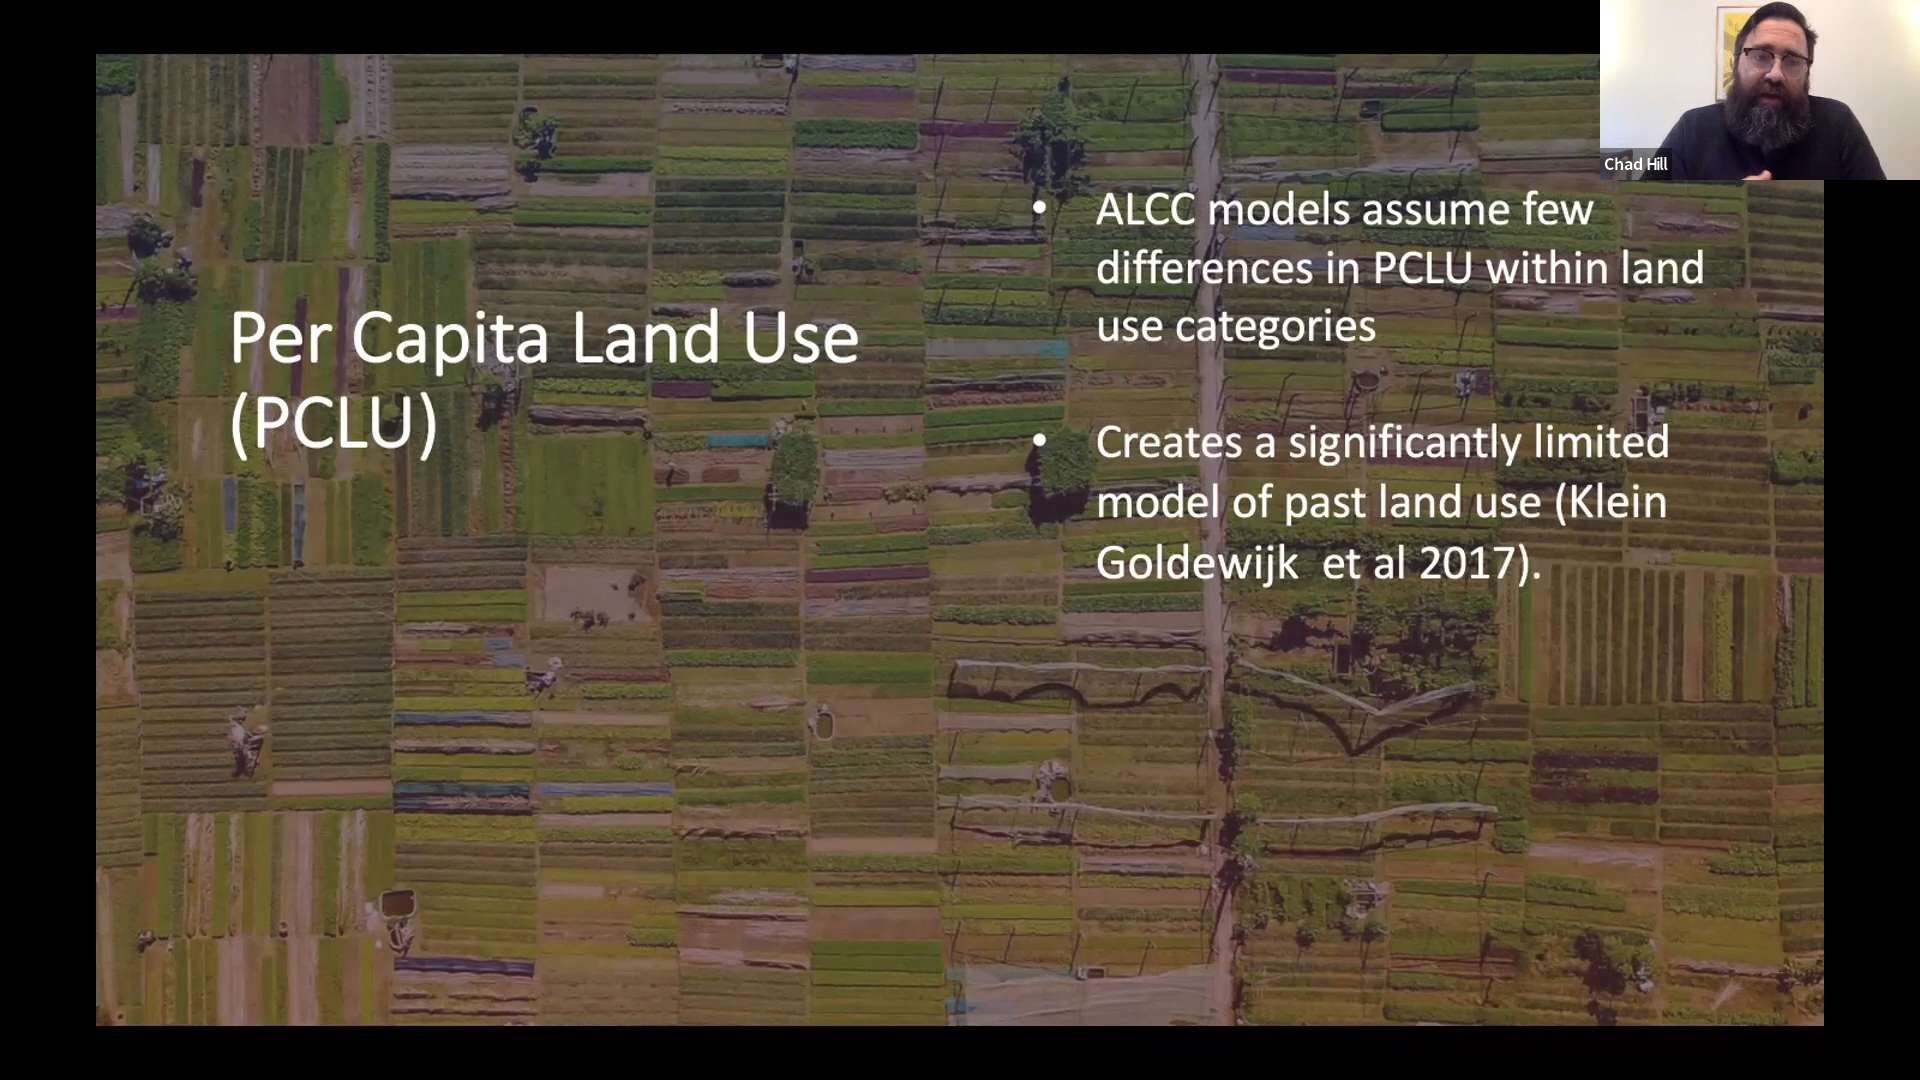 Chad Hill
Per Capita Land Use
(PCLU)
• ALCC models assume few
differences in PCLU within land
use categories
• Creates a significantly limited
model of past land use (Klein
Goldewijk  et al 2017).